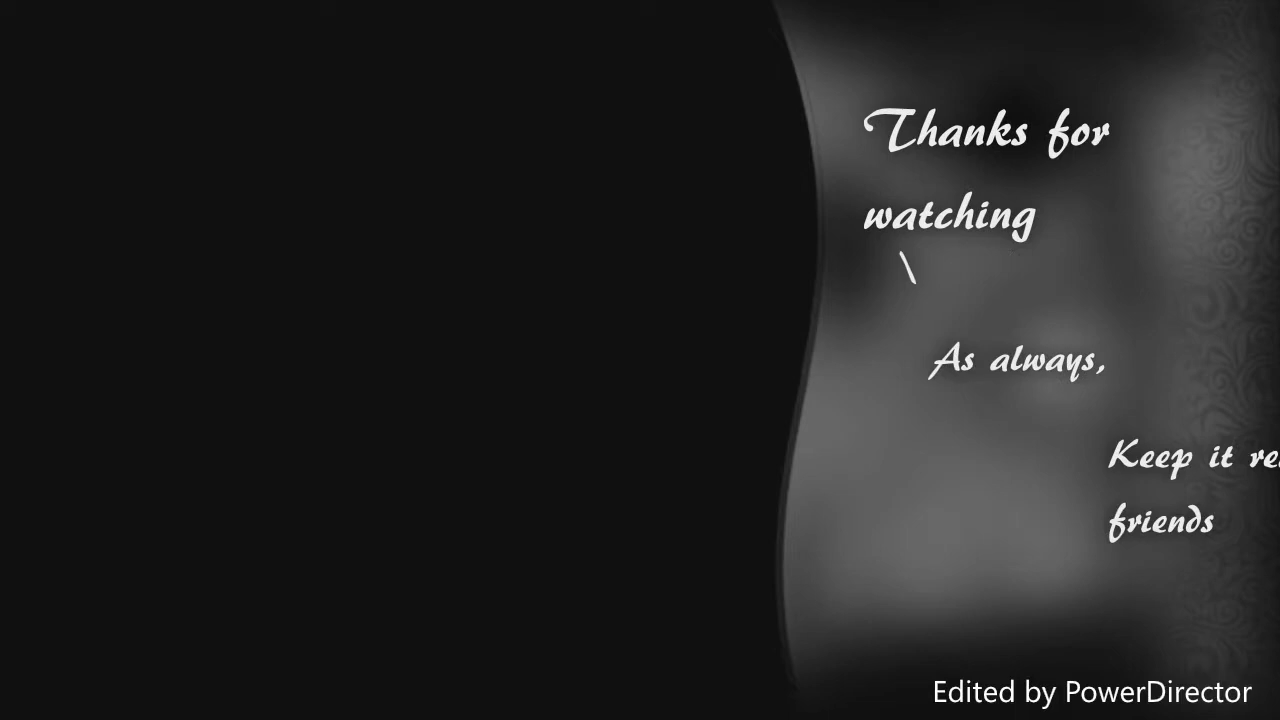 Thanks for
watching
\
As always,
Keep it
friends
Edited by PowerDirector